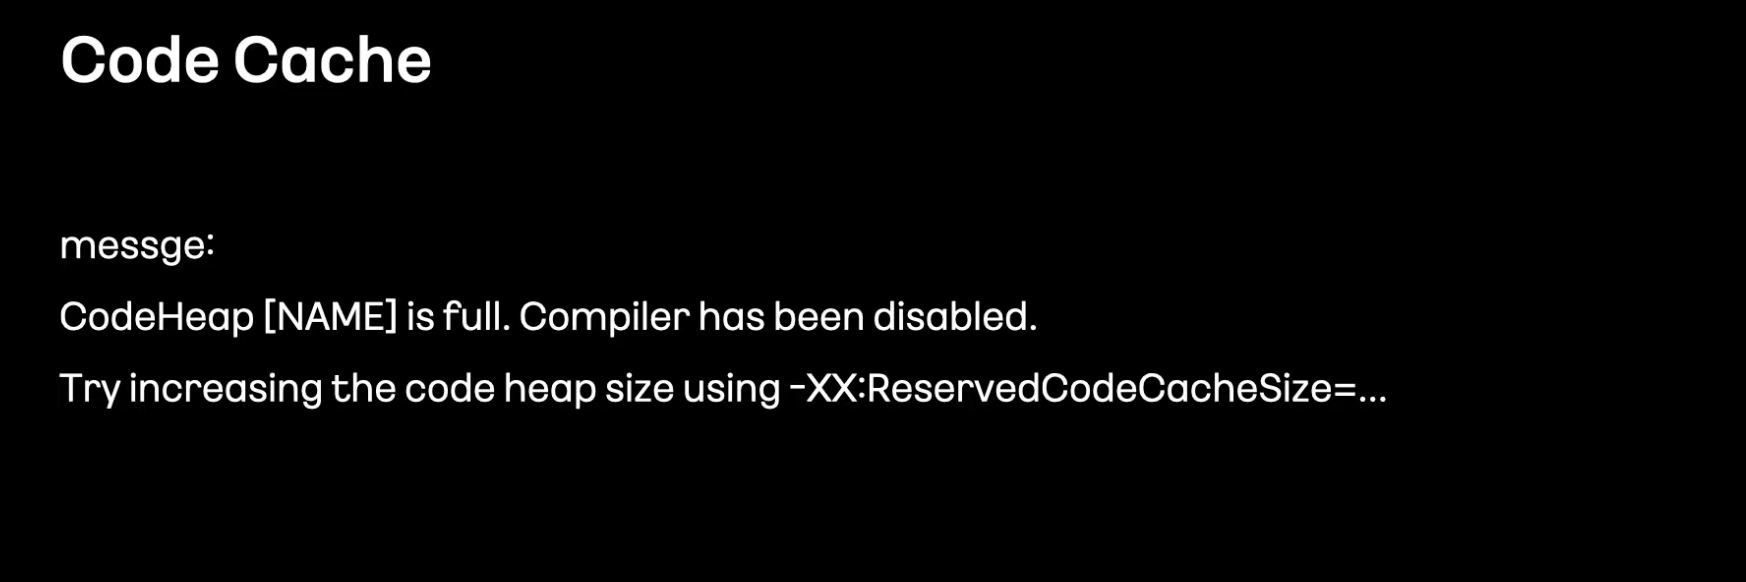 Code Cache
messge:
CodeHeap [NAME] is full. Compiler has been disabled.
Try increasing the code heap size using -XX:ReservedCodeCacheSize=...